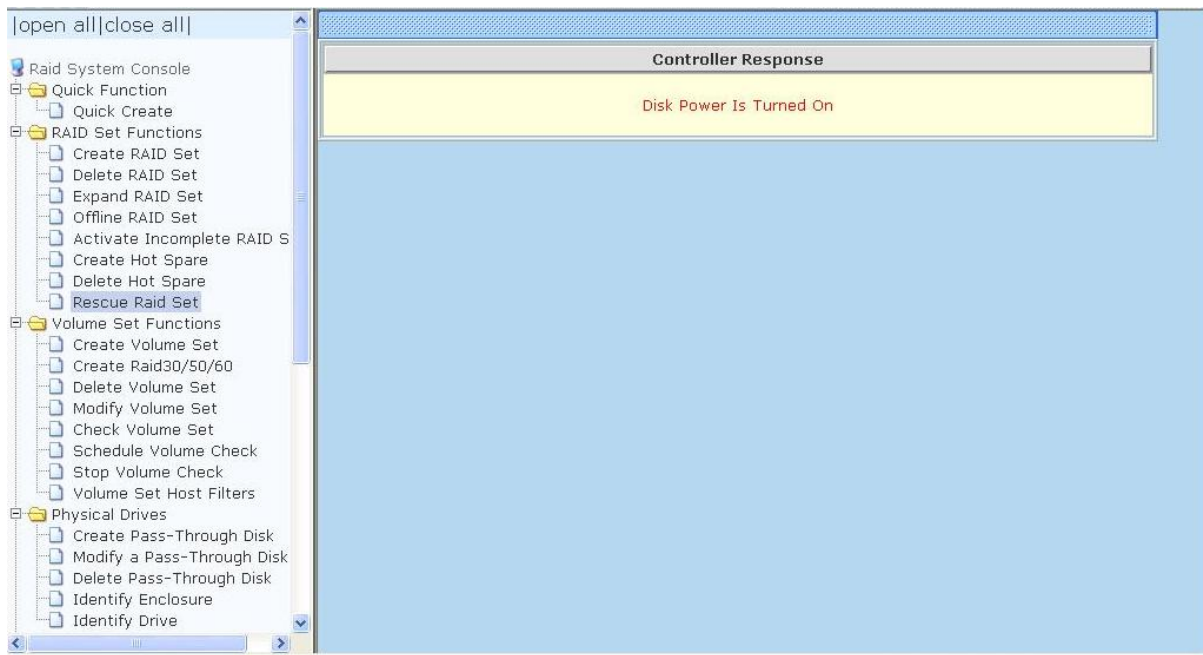 |open all|close all|
Raid System Console
Quick Function
Quick Create
RAID Set Functions
Create RAID Set
Delete RAID Set
Expand RAID Set
Offline RAID Set
Activate Incomplete RAID S
Create Hot Spare
Delete Hot Spare
Rescue Raid Set
Volume Set Functions
Create Volume Set
Create Raid30/50/60
Delete Volume Set
Modify Volume Set
Check Volume Set
Schedule Volume Check
Stop Volume Check
Volume Set Host Filters
Physical Drives
Create Pass-Through Disk
Modify a Pass-Through Disk
Delete Pass-Through Disk
Identify Enclosure
Identify Drive
Controller Response
Disk Power Is Turned On